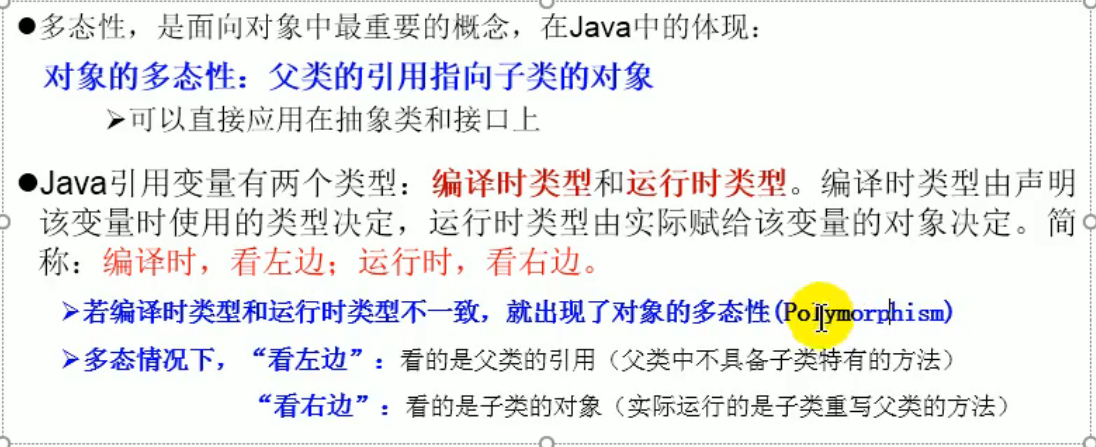 ●多态性，是面向对象中最重要的概念，在Java中的体现：
对象的多态性：父类的引用指向子类的对象
➢可以直接应用在抽象类和接口上
●Java引用变量有两个类型：编译时类型和运行时类型。编译时类型由声明
该变量时使用的类型决定，运行时类型由实际赋给该变量的对象决定。简
称：编译时，看左边；运行时，看右边。
➢若编译时类型和运行时类型不一致，就出现了对象的多态性(Polymorphism)
➢多态情况下，“看左边”：看的是父类的引用（父类中不具备子类特有的方法）
“看右边”：看的是子类的对象（实际运行的是子类重写父类的方法）